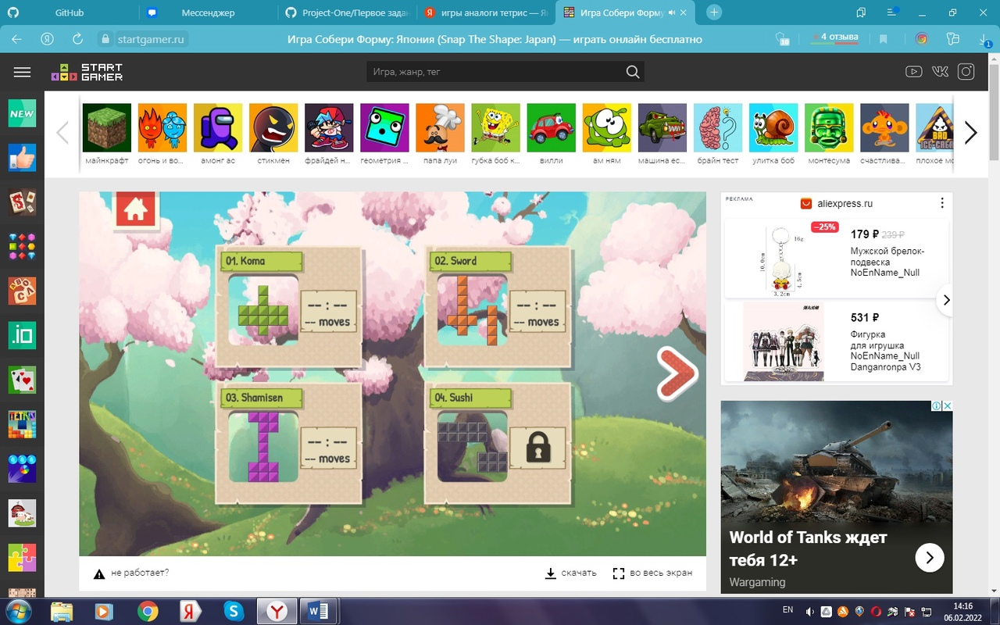 GitHub
Мессенджер
Project-One/Первое зада
игры аналоги тетрис — Я
Игра Собери Форму
startgamer.ru
Игра Собери Форму: Япония (Snap The Shape: Japan) — играть онлайн бесплатно
10
4 отзыва
1
START
GAMER
Игра, жанр, тег
NEW
майнкрафт
огонь и во...
амонг ас
стикмен
фрайдей н...
геометрия ...
папа луи
губка боб к...
вилли
ам ням
машина ес...
брайн тест
улитка боб
монтесума
счастлива...
плохое мо
BAD
ICE-CREAM
.io
TETRIS
01. Koma
-- : --
-- moves
02. Sword
-- : --
-- moves
03. Shamisen
-- : --
-- moves
04. Sushi
не работает?
скачать
во весь экран
РЕКЛАМА
aliexpress.ru
-25%
179 ₽ 239 ₽
Мужской брелок-
подвеска
NoEnName_Null
16g
10.0cm
4.5cm
3.2cm
531 ₽
Фигурка
для игрушка
NoEnName_Null
Danganronpa V3
World of Tanks ждет
тебя 12+
Wargaming
EN
14:16
06.02.2022